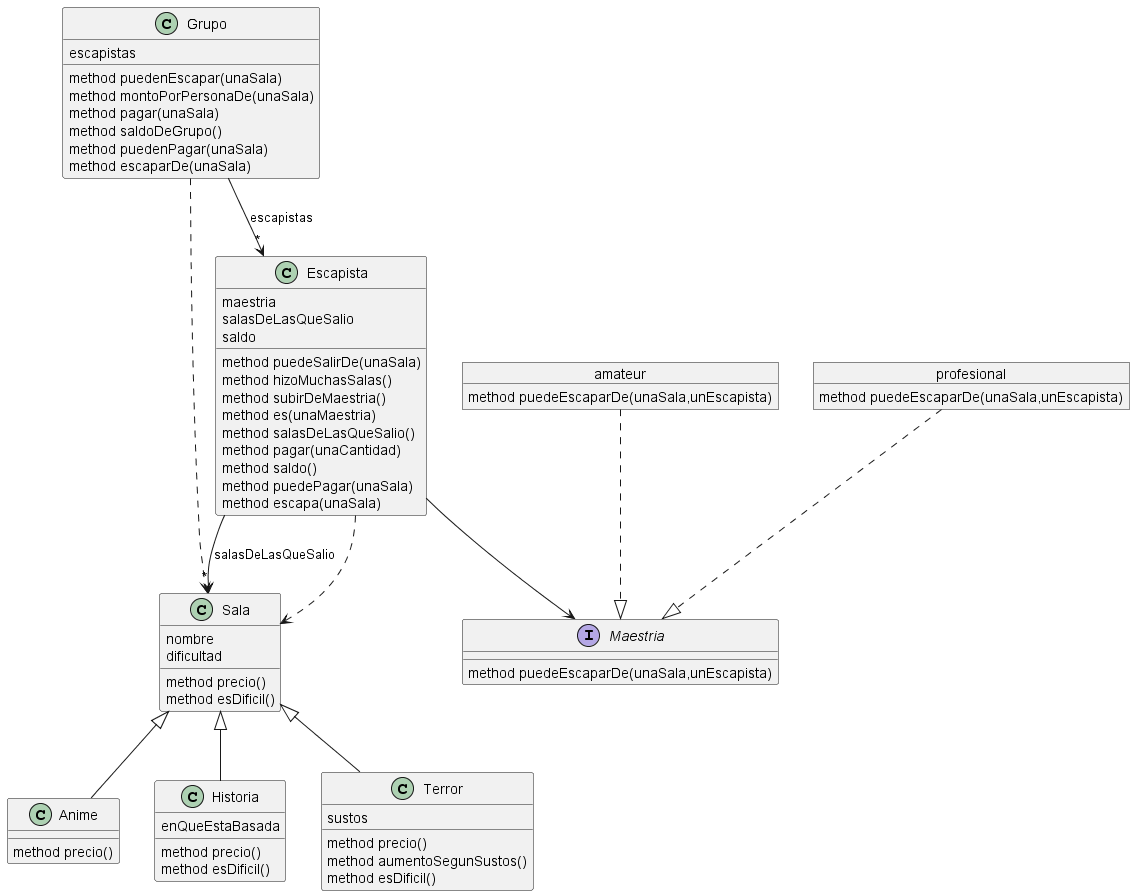 C Grupo
escapistas
method puedenEscapar(unaSala)
method montoPorPersonaDe(unaSala)
method pagar(unaSala)
method saldoDeGrupo()
method puedenPagar(unaSala)
method escaparDe(unaSala)
escapistas
*
C Escapista
maestria
salasDeLasQueSalio
saldo
method puedeSalirDe(unaSala)
method hizoMuchasSalas()
method subirDeMaestria()
method es(unaMaestria)
method salasDeLasQueSalio()
method pagar(unaCantidad)
method saldo()
method puedePagar(unaSala)
method escapa(unaSala)
amateur
method puedeEscaparDe(unaSala,unEscapista)
profesional
method puedeEscaparDe(unaSala,unEscapista)
salasDeLasQueSalio
*
C Sala
nombre
dificultad
method precio()
method esDificil()
I Maestria
method puedeEscaparDe(unaSala,unEscapista)
C Anime
method precio()
C Historia
enQueEstaBasada
method precio()
method esDificil()
C Terror
sustos
method precio()
method aumentoSegunSustos()
method esDificil()